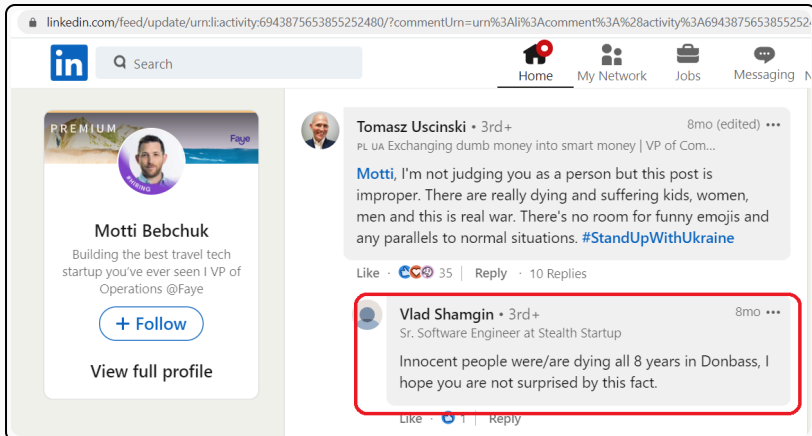 linkedin.com/feed/update/urn:li:activity:6943875653855252480/?commentUrn=urn%3Ali%3Acomment%3A%28activity%3A69438756538552524
in
Search
Home
My Network
Jobs
Messaging
N
PREMIUM
Faye
#HIRING
Motti Bebchuk
Building the best travel tech
startup you've ever seen I VP of
Operations @Faye
+ Follow
View full profile
Tomasz Uscinski • 3rd+
8mo (edited) •••
PL UA Exchanging dumb money into smart money | VP of Com...
Motti, I'm not judging you as a person but this post is
improper. There are really dying and suffering kids, women,
men and this is real war. There's no room for funny emojis and
any parallels to normal situations. #StandUpWithUkraine
Like · 35 | Reply · 10 Replies
Vlad Shamgin • 3rd+
8mo •••
Sr. Software Engineer at Stealth Startup
Innocent people were/are dying all 8 years in Donbass, I
hope you are not surprised by this fact.
Like · 1 | Reply